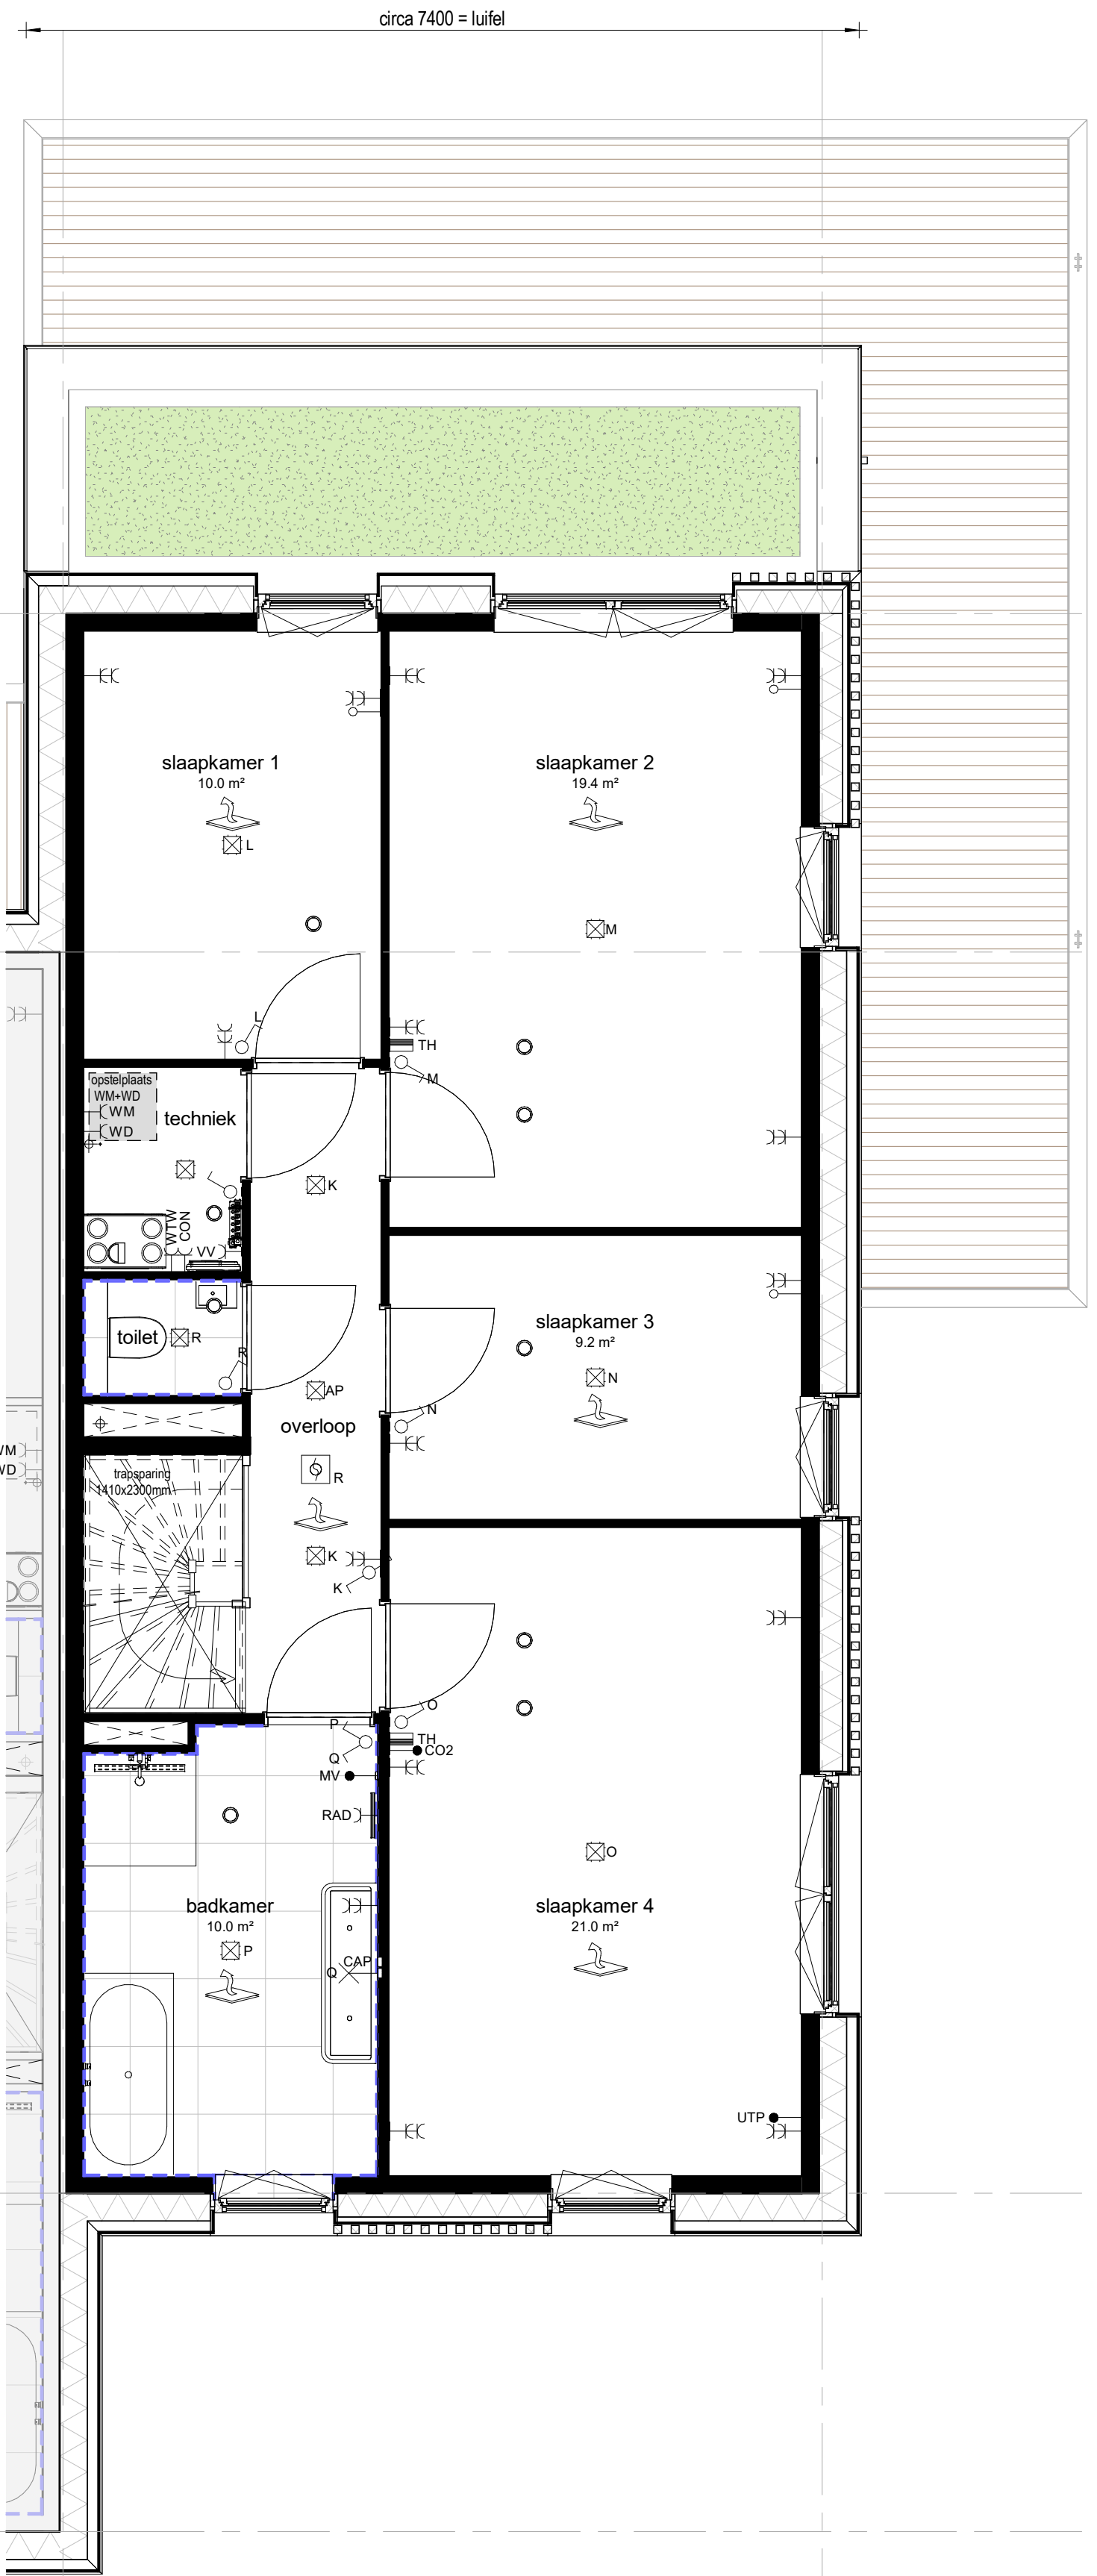 circa 7400 = luifel
slaapkamer 1
10.0 m²
L
slaapkamer 2
19.4 m²
M
L
TH
M
opstelplaats
WM+WD
WM
WD
techniek
K
WTW
CON
VV
toilet
R
R
slaapkamer 3
9.2 m²
N
AP
N
overloop
R
WM
WD
trapsparing
1410x2300mm
K
K
O
P
Q
TH
CO2
MV
RAD
O
badkamer
10.0 m²
P
CAP
Q
slaapkamer 4
21.0 m²
UTP